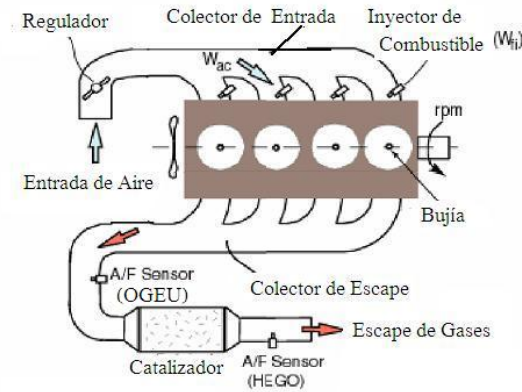 Regulador
Colector de Entrada
Inyector de
Combustible (Wfi)
Wac
rpm
Entrada de Aire
Bujía
A/F Sensor
(OGEU)
Colector de Escape
Escape de Gases
Catalizador
A/F Sensor
(HEGO)